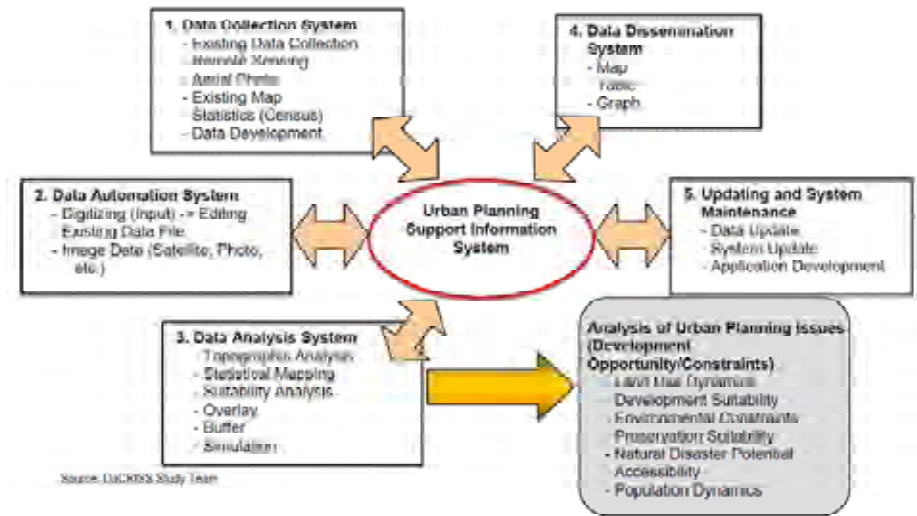 1. Data Collection System
- Existing Data Collection
- Remote Sensing
- Aerial Photo
- Existing Map
- Statistics (Census)
- Data Development
4. Data Dissemination
System
- Map
- Table
- Graph
2. Data Automation System
- Digitizing (Input) -> Editing
- Existing Data File
- Image Data (Satellite, Photo,
etc.)
Urban Planning
Support Information
System
5. Updating and System
Maintenance
- Data Update
- System Update
- Application Development
3. Data Analysis System
- Topographic Analysis
- Statistical Mapping
- Suitability Analysis
- Overlay
- Buffer
- Simulation
Analysis of Urban Planning Issues
(Development
Opportunity/Constraints)
- Land Use Dynamics
- Development Suitability
- Environmental Constraints
- Preservation Suitability
- Natural Disaster Potential
Accessibility
- Population Dynamics
Source: DaCRISS Study Team